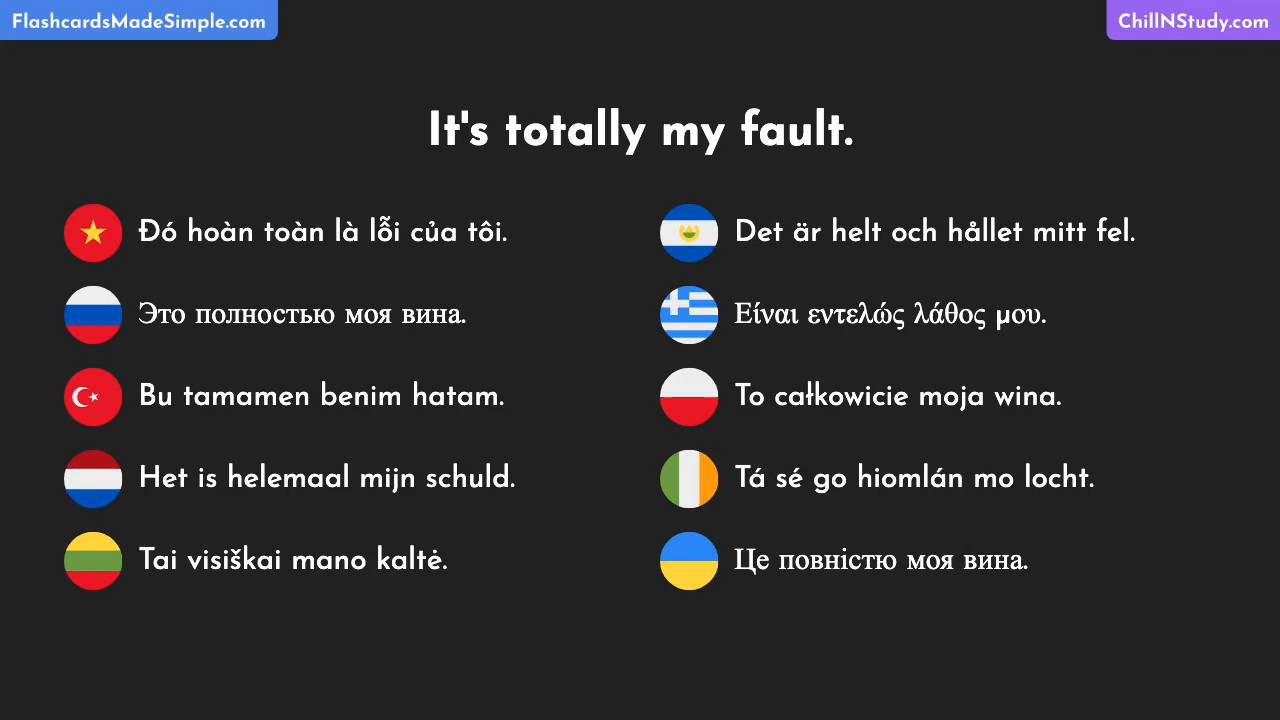 FlashcardsMadeSimple.com
ChillNStudy.com
It's totally my fault.
Đó hoàn toàn là lỗi của tôi.
Det är helt och hållet mitt fel.
Это полностью моя вина.
Είναι εντελώς λάθος μου.
Bu tamamen benim hatam.
To całkowicie moja wina.
Het is helemaal mijn schuld.
Tá sé go hiomlán mo locht.
Tai visiškai mano kaltė.
Це повністю моя вина.